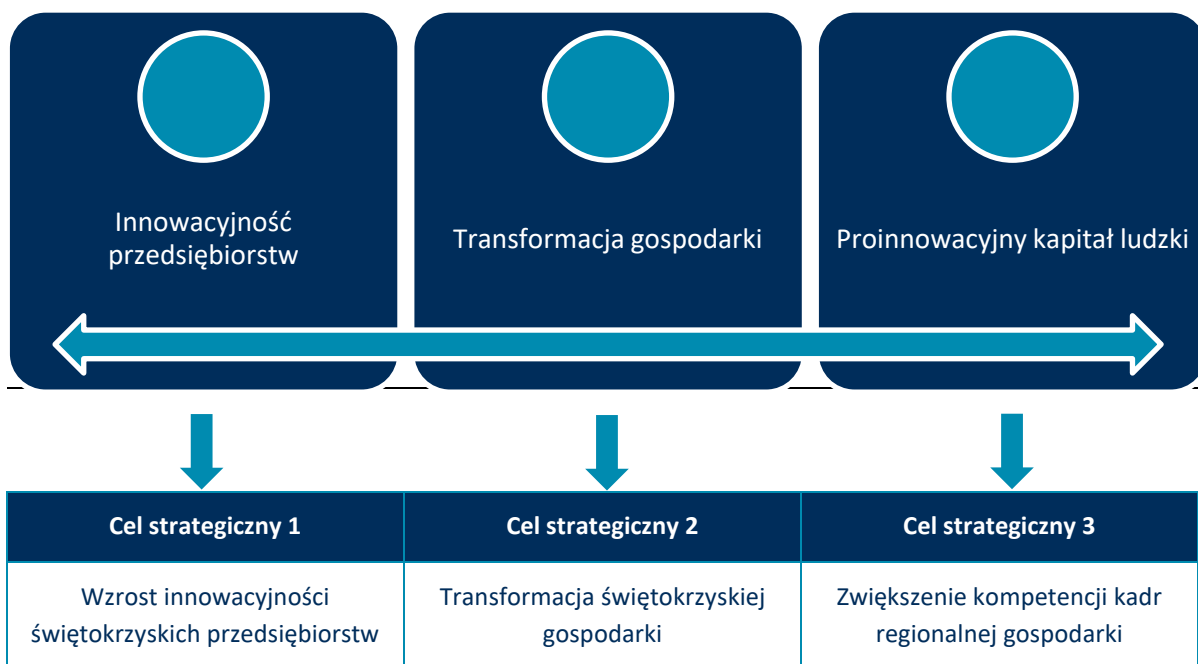 Innowacyjność
przedsiębiorstw
Transformacja gospodarki
Proinnowacyjny kapitał ludzki
Cel strategiczny 1
Cel strategiczny 2
Cel strategiczny 3
Wzrost innowacyjności
świętokrzyskich przedsiębiorstw
Transformacja świętokrzyskiej
gospodarki
Zwiększenie kompetencji kadr
regionalnej gospodarki